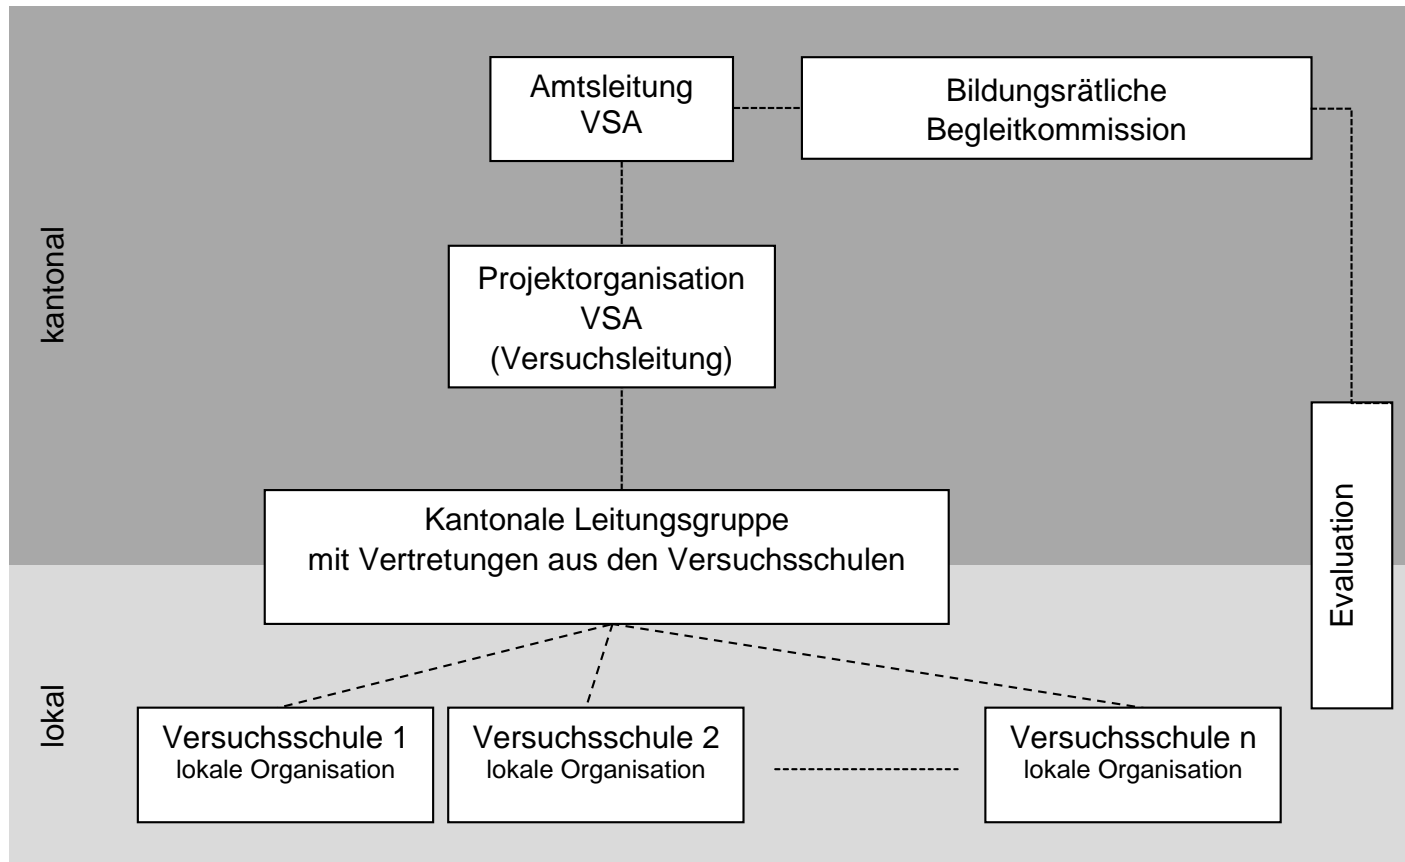 Amtsleitung
VSA
Bildungsrätliche
Begleitkommission
kantonal
Projektorganisation
VSA
(Versuchsleitung)
Evaluation
Kantonale Leitungsgruppe
mit Vertretungen aus den Versuchsschulen
lokal
Versuchsschule 1
lokale Organisation
Versuchsschule 2
lokale Organisation
Versuchsschule n
lokale Organisation